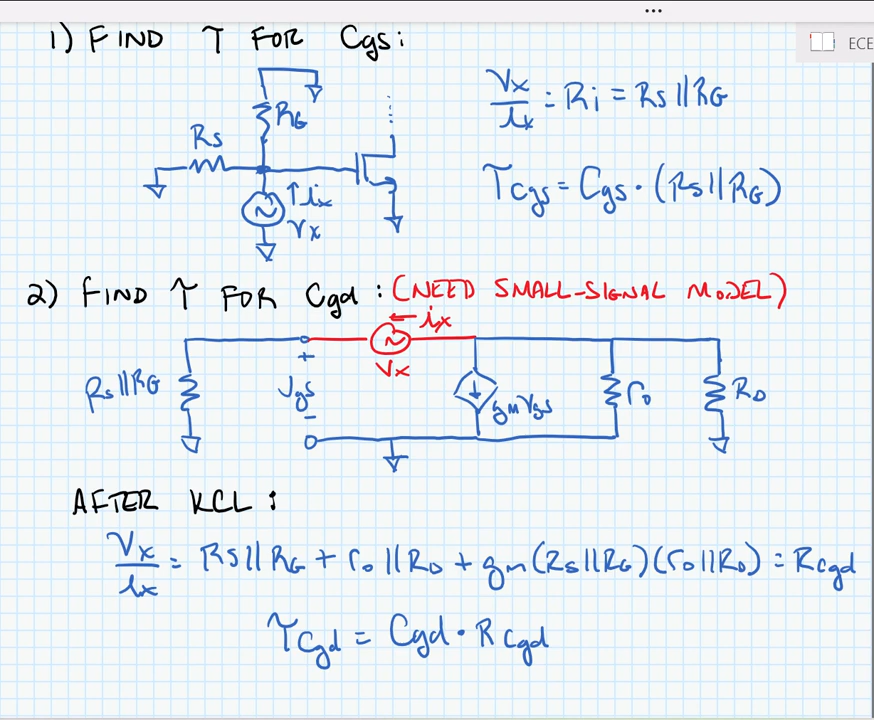 ECE
1) FIND τ FOR Cgs:
RG
Rs
ix
Vx
Vx/ix = Ri = Rs||RG
τcgs = Cgs · (Rs||RG)
2) FIND τ FOR Cgd: (NEED SMALL-SIGNAL MODEL)
ix
Vx
Rs||RG
+
Vgs
-
gmVgs
ro
RD
AFTER KCL:
Vx/ix = Rs||RG + ro||RD + gm(Rs||RG)(ro||RD) = Rcgd
τCgd = Cgd · Rcgd